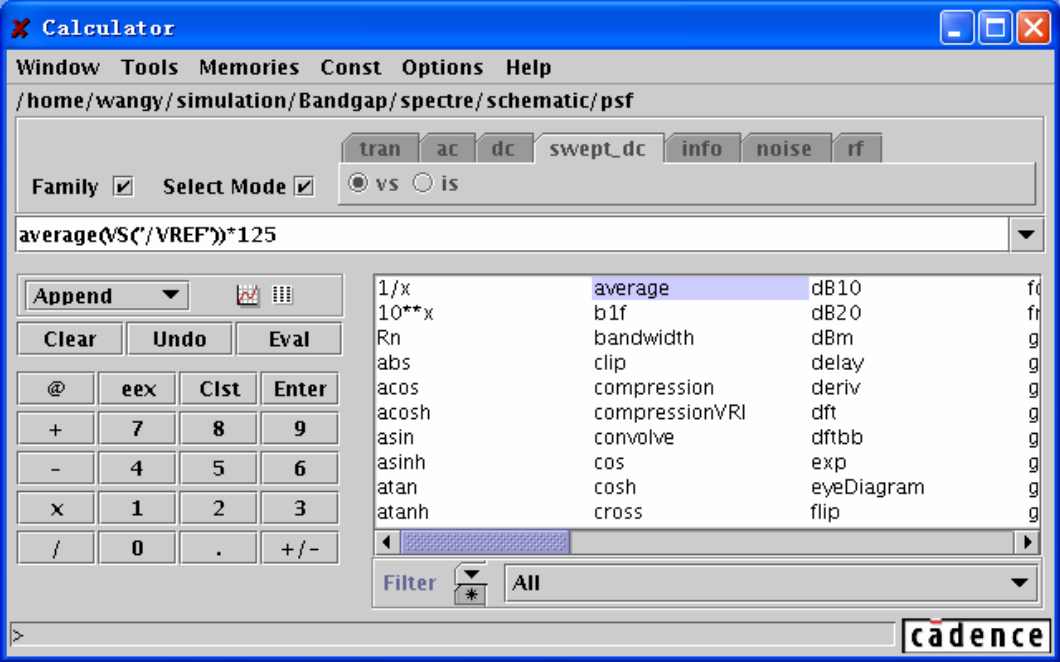 Calculator
Window Tools Memories Const Options Help
/home/wangy/simulation/Bandgap/spectre/schematic/psf
tran ac dc swept_dc info noise rf
Family Select Mode vs is
average(VS("/VREF"))*125
Append
Clear Undo Eval
@ eex Clst Enter
+ 7 8 9
- 4 5 6
x 1 2 3
/ 0 . +/-
1/x average dB10
10**x b1f dB20
Rn bandwidth dBm
abs clip delay
acos compression deriv
acosh compressionVRI dft
asin convolve dftbb
asinh cos exp
atan cosh eyeDiagram
atanh cross flip
Filter All
>
cādence